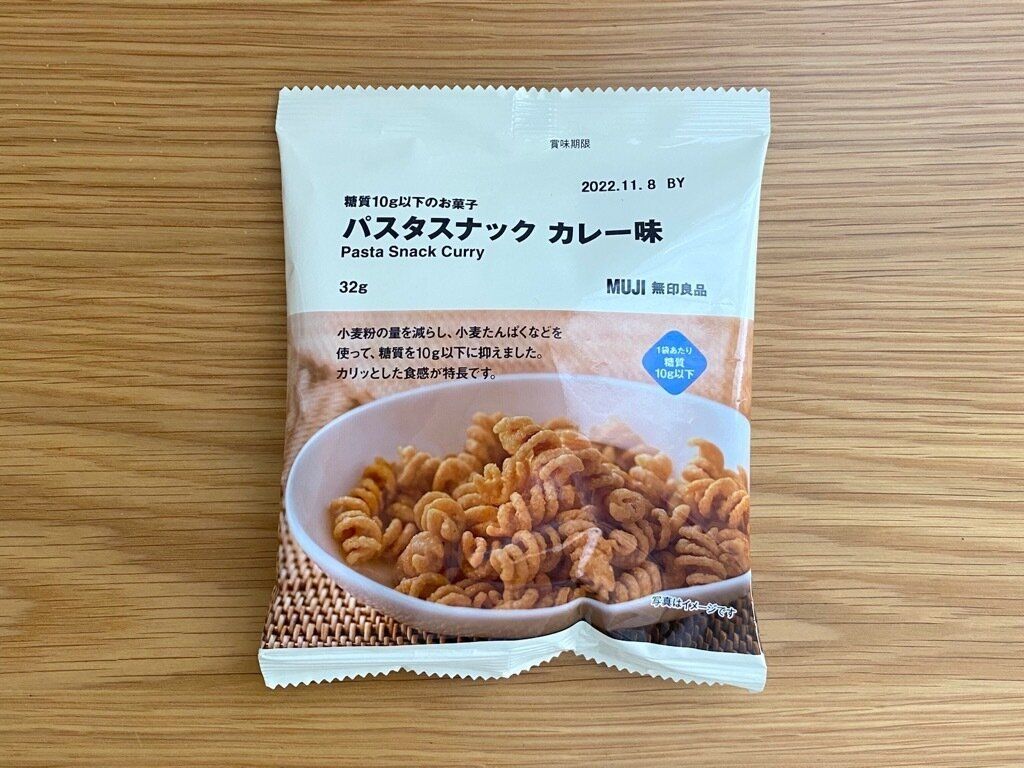 賞味期限
2022.11.8 BY
糖質10g以下のお菓子
パスタスナック カレー味
Pasta Snack Curry
32g
MUJI 無印良品
小麦粉の量を減らし、小麦たんぱくなどを
使って、糖質を10g以下に抑えました。
カリッとした食感が特長です。
1袋あたり
糖質
10g以下
写真はイメージです